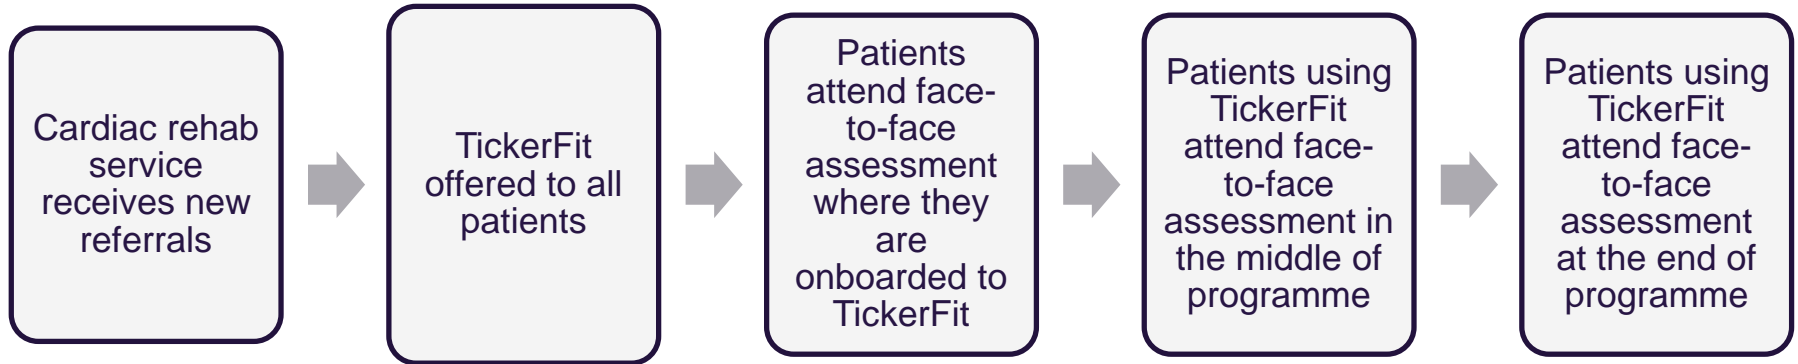 Cardiac rehab
service
receives new
referrals
TickerFit
offered to all
patients
Patients
attend face-
to-face
assessment
where they
are
onboarded to
TickerFit
Patients using
TickerFit
attend face-
to-face
assessment in
the middle of
programme
Patients using
TickerFit
attend face-
to-face
assessment
at the end of
programme